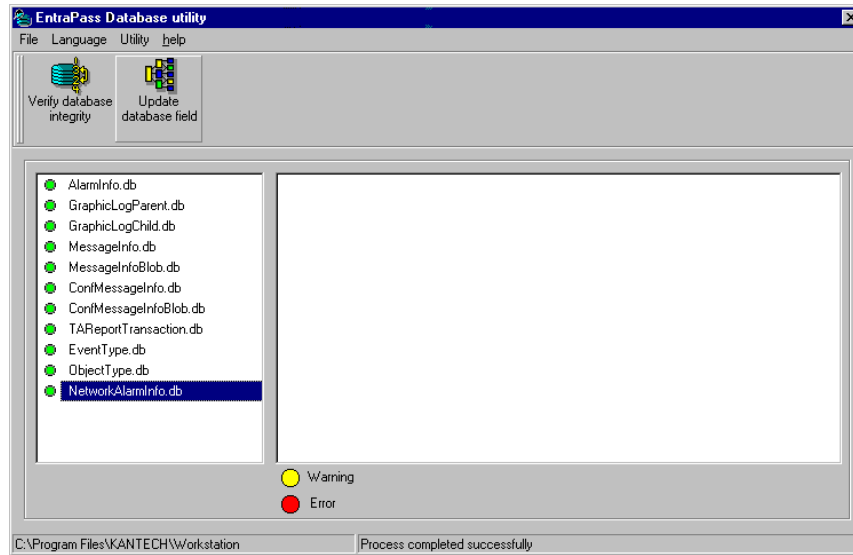 EntraPass Database utility
File Language Utility help
Verify database integrity
Update database field
AlarmInfo.db
GraphicLogParent.db
GraphicLogChild.db
MessageInfo.db
MessageInfoBlob.db
ConfMessageInfo.db
ConfMessageInfoBlob.db
TAReportTransaction.db
EventType.db
ObjectType.db
NetworkAlarmInfo.db
Warning
Error
C:\Program Files\KANTECH\Workstation
Process completed successfully